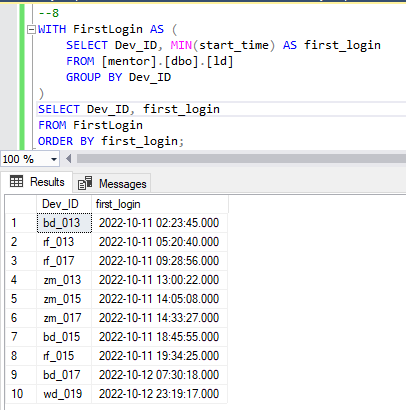 --8
WITH FirstLogin AS (
SELECT Dev_ID, MIN(start_time) AS first_login
FROM [mentor].[dbo].[ld]
GROUP BY Dev_ID
)
SELECT Dev_ID, first_login
FROM FirstLogin
ORDER BY first_login;
100 %
Results Messages
Dev_ID first_login
1 bd_013 2022-10-11 02:23:45.000
2 rf_013 2022-10-11 05:20:40.000
3 rf_017 2022-10-11 09:28:56.000
4 zm_013 2022-10-11 13:00:22.000
5 zm_015 2022-10-11 14:05:08.000
6 zm_017 2022-10-11 14:33:27.000
7 bd_015 2022-10-11 18:45:55.000
8 rf_015 2022-10-11 19:34:25.000
9 bd_017 2022-10-12 07:30:18.000
10 wd_019 2022-10-12 23:19:17.000